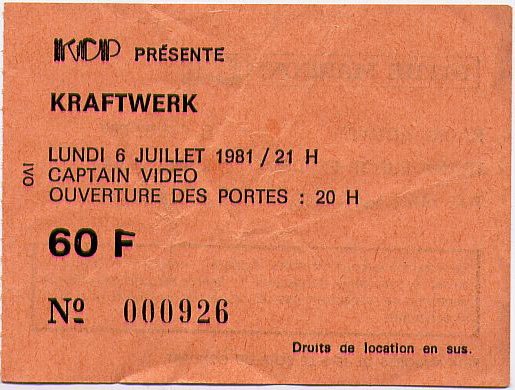 KCP PRÉSENTE
KRAFTWERK
LUNDI 6 JUILLET 1981 / 21 H
CAPTAIN VIDEO
OUVERTURE DES PORTES : 20 H
60 F
Nº 000926
Droits de location en sus.
IVO